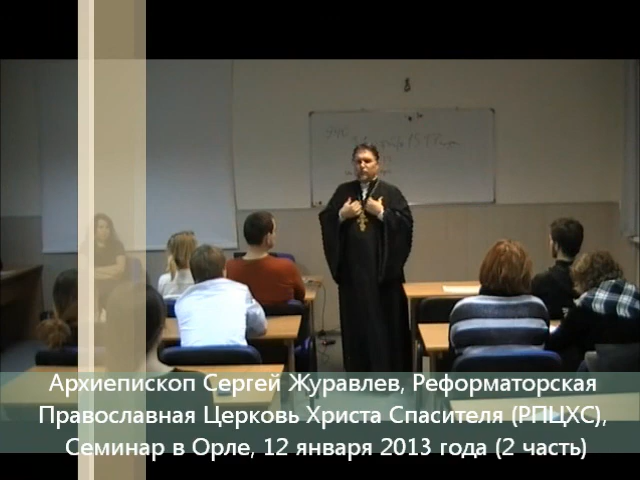 Архиепископ Сергей Журавлев, Реформаторская
Православная Церковь Христа Спасителя (РПЦХС),
Семинар в Орле, 12 января 2013 года (2 часть)